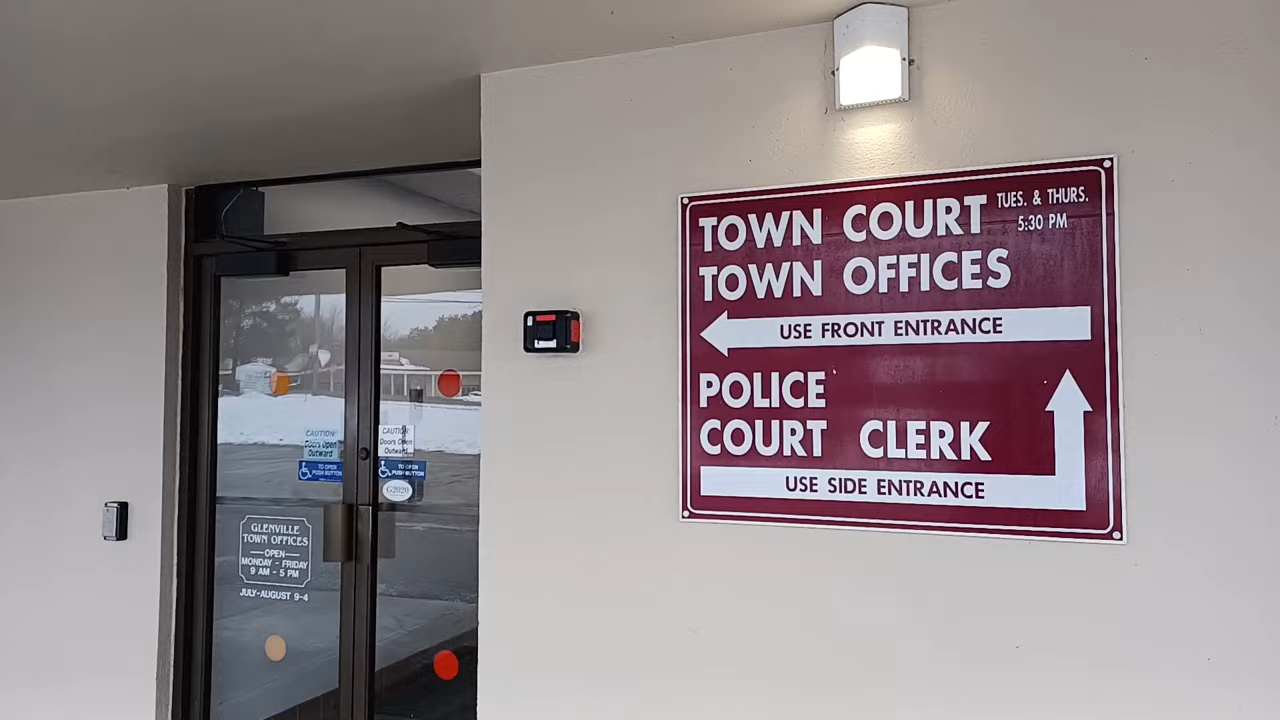 TOWN COURT TUES. & THURS.
5:30 PM
TOWN OFFICES
USE FRONT ENTRANCE
POLICE
COURT CLERK
USE SIDE ENTRANCE
CAUTION:
Doors Open
Outward
TO OPEN
PUSH BUTTON
CAUTION:
Doors Open
Outward
TO OPEN
PUSH BUTTON
G2020
GLENVILLE
TOWN OFFICES
OPEN
MONDAY - FRIDAY
9 AM - 5 PM
JULY-AUGUST 9-4